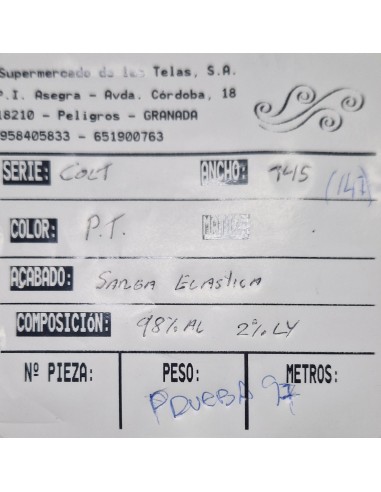 Supermercado de las Telas, S.A.
P.I. Asegra - Avda. Córdoba, 18
18210 - Peligros - GRANADA
958405833 - 651900763
SERIE: COLT ANCHO: 145 (147)
COLOR: P.T.
ACABADO: SARGA ELASTICA
COMPOSICIÓN: 98% AL 2% LY
Nº PIEZA: PESO: METROS:
PRUEBA 97